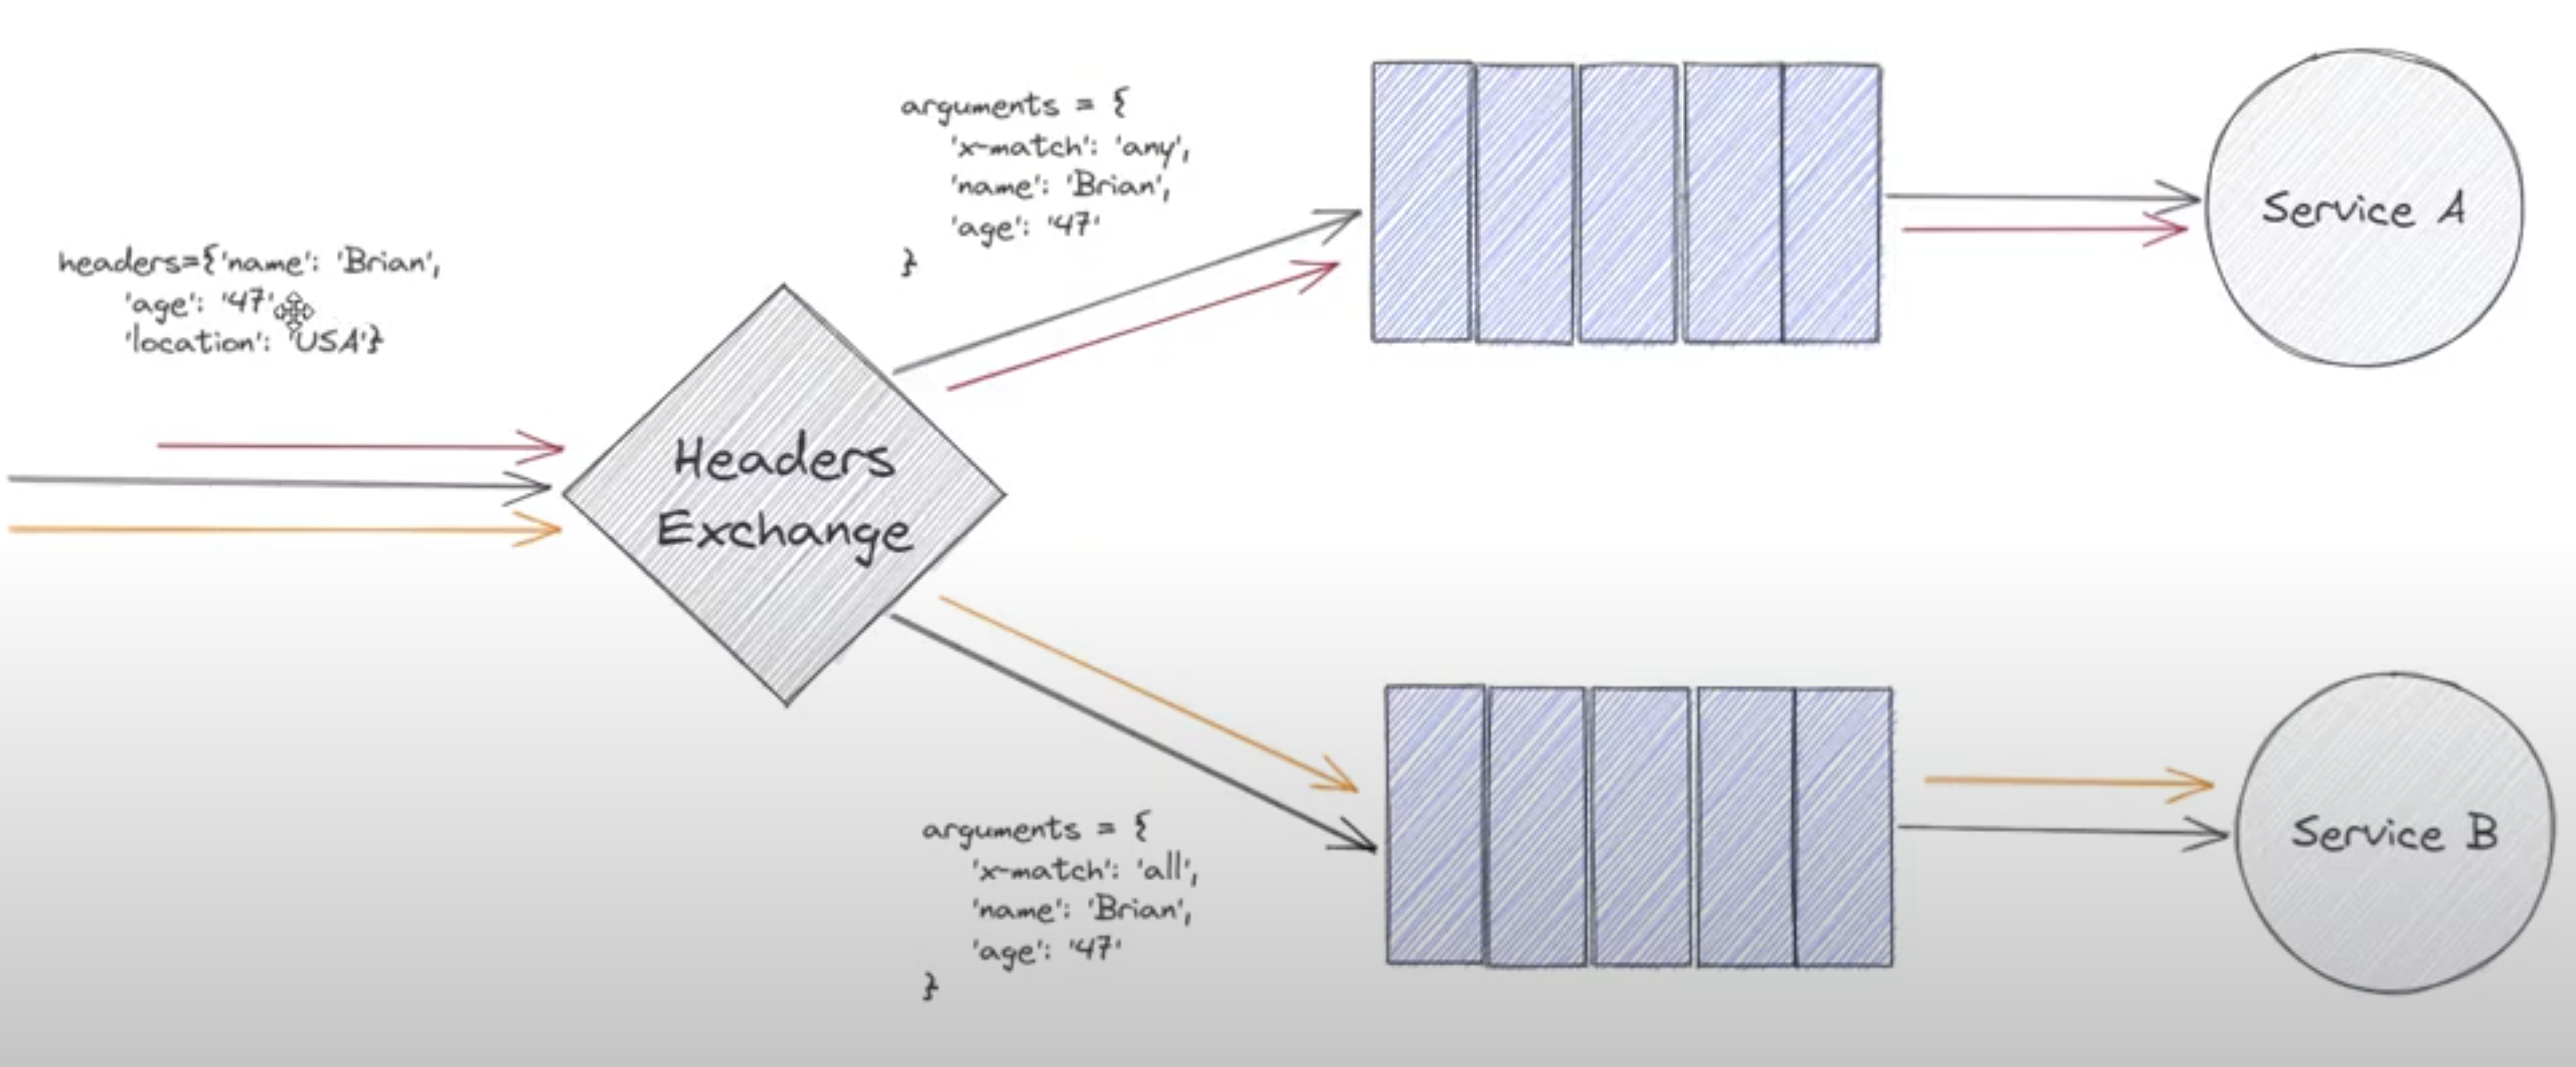 headers={'name': 'Brian',
'age': '47'
'location': 'USA'}
Headers
Exchange
arguments = {
'x-match': 'any',
'name': 'Brian',
'age': '47'
}
Service A
arguments = {
'x-match': 'all',
'name': 'Brian',
'age': '47'
}
Service B